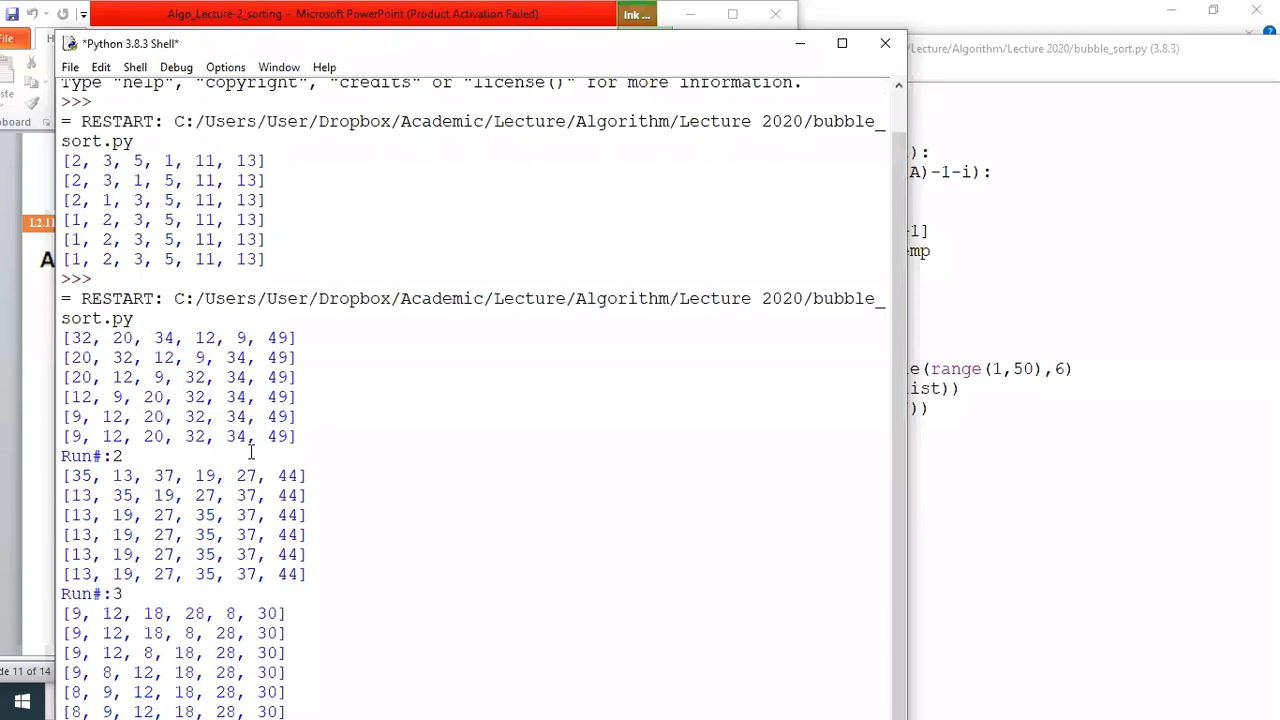 Algo_Lecture-2_sorting - Microsoft PowerPoint (Product Activation Failed)
Ink ...
File
*Python 3.8.3 Shell*
/Lecture/Algorithm/Lecture 2020/bubble_sort.py (3.8.3)
File Edit Shell Debug Options Window Help
Type "help", "copyright", "credits" or "license()" for more information.
>>>
= RESTART: C:/Users/User/Dropbox/Academic/Lecture/Algorithm/Lecture 2020/bubble_
sort.py
[2, 3, 5, 1, 11, 13]
[2, 3, 1, 5, 11, 13]
[2, 1, 3, 5, 11, 13]
[1, 2, 3, 5, 11, 13]
[1, 2, 3, 5, 11, 13]
[1, 2, 3, 5, 11, 13]
>>>
= RESTART: C:/Users/User/Dropbox/Academic/Lecture/Algorithm/Lecture 2020/bubble_
sort.py
[32, 20, 34, 12, 9, 49]
[20, 32, 12, 9, 34, 49]
[20, 12, 9, 32, 34, 49]
[12, 9, 20, 32, 34, 49]
[9, 12, 20, 32, 34, 49]
[9, 12, 20, 32, 34, 49]
Run#:2
[35, 13, 37, 19, 27, 44]
[13, 35, 19, 27, 37, 44]
[13, 19, 27, 35, 37, 44]
[13, 19, 27, 35, 37, 44]
[13, 19, 27, 35, 37, 44]
[13, 19, 27, 35, 37, 44]
Run#:3
[9, 12, 18, 28, 8, 30]
[9, 12, 18, 8, 28, 30]
[9, 12, 8, 18, 28, 30]
[9, 8, 12, 18, 28, 30]
[8, 9, 12, 18, 28, 30]
[8, 9, 12, 18, 28, 30]
):
A)-1-i):
-1]
emp
e(range(1,50),6)
ist))
'))
ste
board
L2.11
A
de 11 of 14